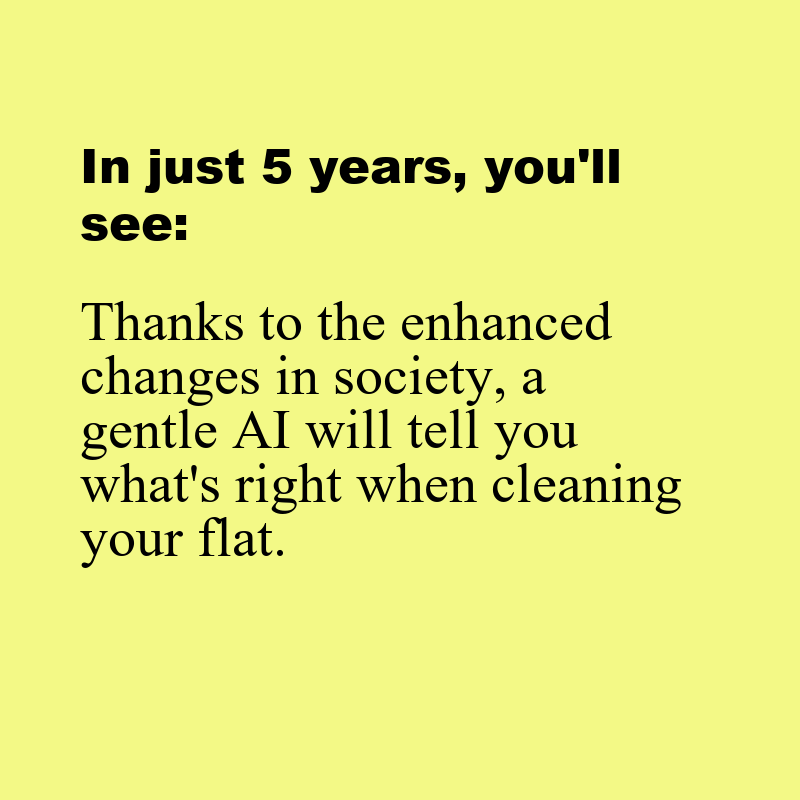 In just 5 years, you'll
see:
Thanks to the enhanced
changes in society, a
gentle AI will tell you
what's right when cleaning
your flat.